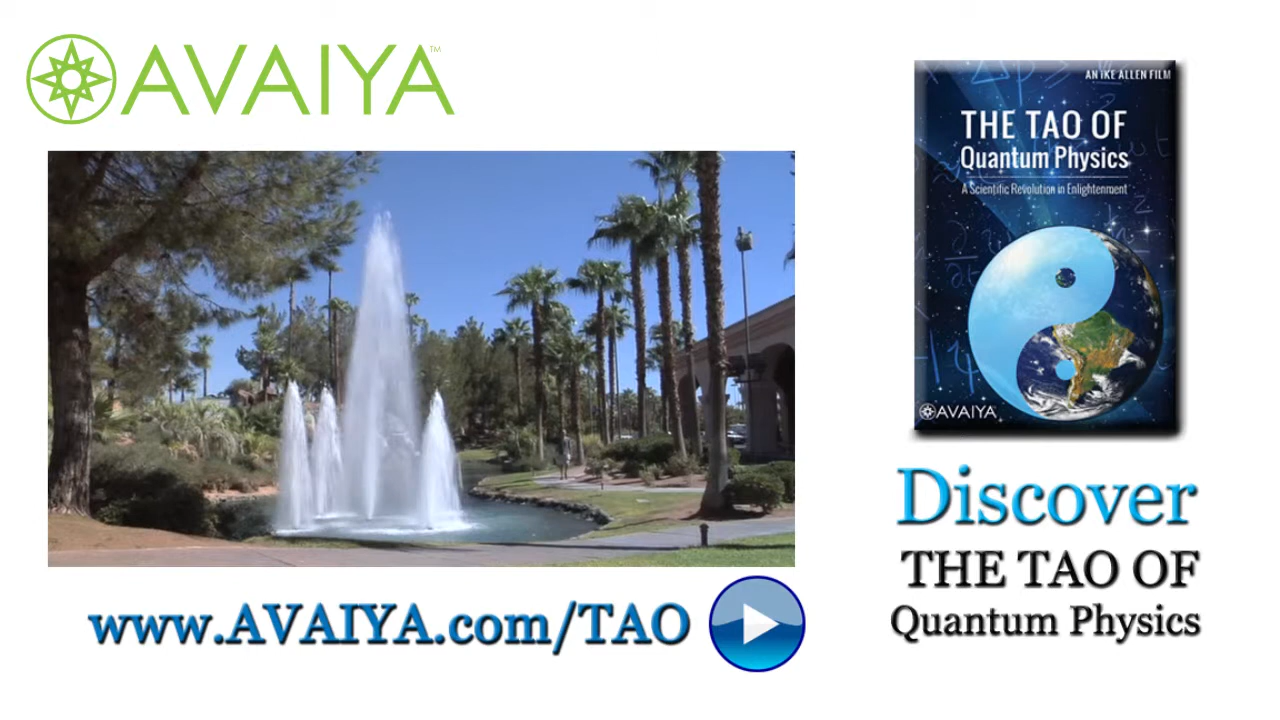 AVAIYA™
AN IKE ALLEN FILM
THE TAO OF
Quantum Physics
A Scientific Revolution in Enlightenment
AVAIYA
Discover
THE TAO OF
Quantum Physics
www.AVAIYA.com/TAO